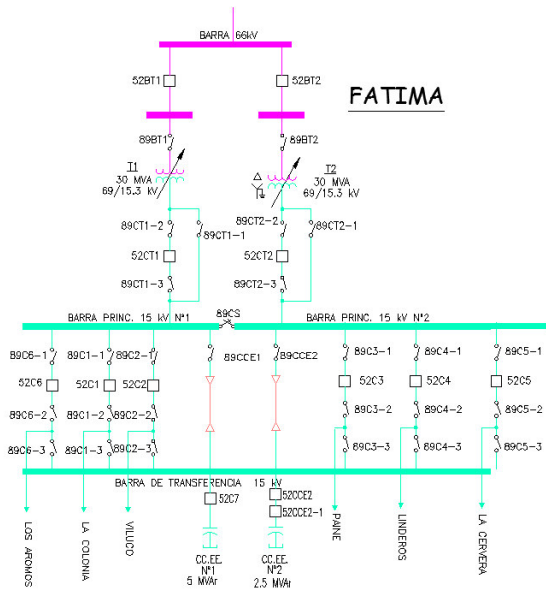 BARRA 66kV
52BT1
52BT2
FATIMA
89BT1
89BT2
T1
30 MVA
69/15.3 kV
T2
30 MVA
69/15.3 kV
89CT1-2
89CT1-1
89CT2-2
89CT2-1
52CT1
52CT2
89CT1-3
89CT2-3
89CS
BARRA PRINC. 15 kV N°1
BARRA PRINC. 15 kV N°2
89C6-1
89C1-1
89C2-1
89CCE1
89CCE2
89C3-1
89C4-1
89C5-1
52C6
52C1
52C2
52C3
52C4
52C5
89C6-2
89C1-2
89C2-2
89C3-2
89C4-2
89C5-2
89C6-3
89C1-3
89C2-3
89C3-3
89C4-3
89C5-3
BARRA DE TRANSFERENCIA 15 kV
52C7
52CCE2
52CCE2-1
LOS AROMOS
LA COLONIA
VILUCO
CC.EE.
N°1
5 MVAr
CC.EE.
N°2
2.5 MVAr
PAINE
LINDEROS
LA CERVERA